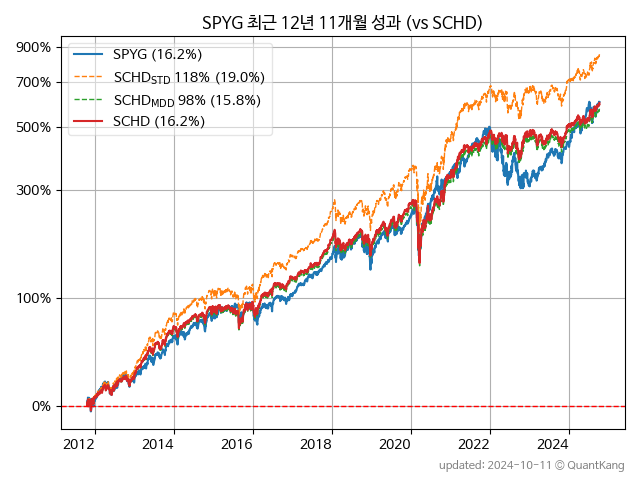 SPYG 최근 12년 11개월 성과 (vs SCHD)
900%
700%
500%
300%
100%
0%
SPYG (16.2%)
SCHD_STD 118% (19.0%)
SCHD_MDD 98% (15.8%)
SCHD (16.2%)
2012 2014 2016 2018 2020 2022 2024
updated: 2024-10-11 © QuantKang